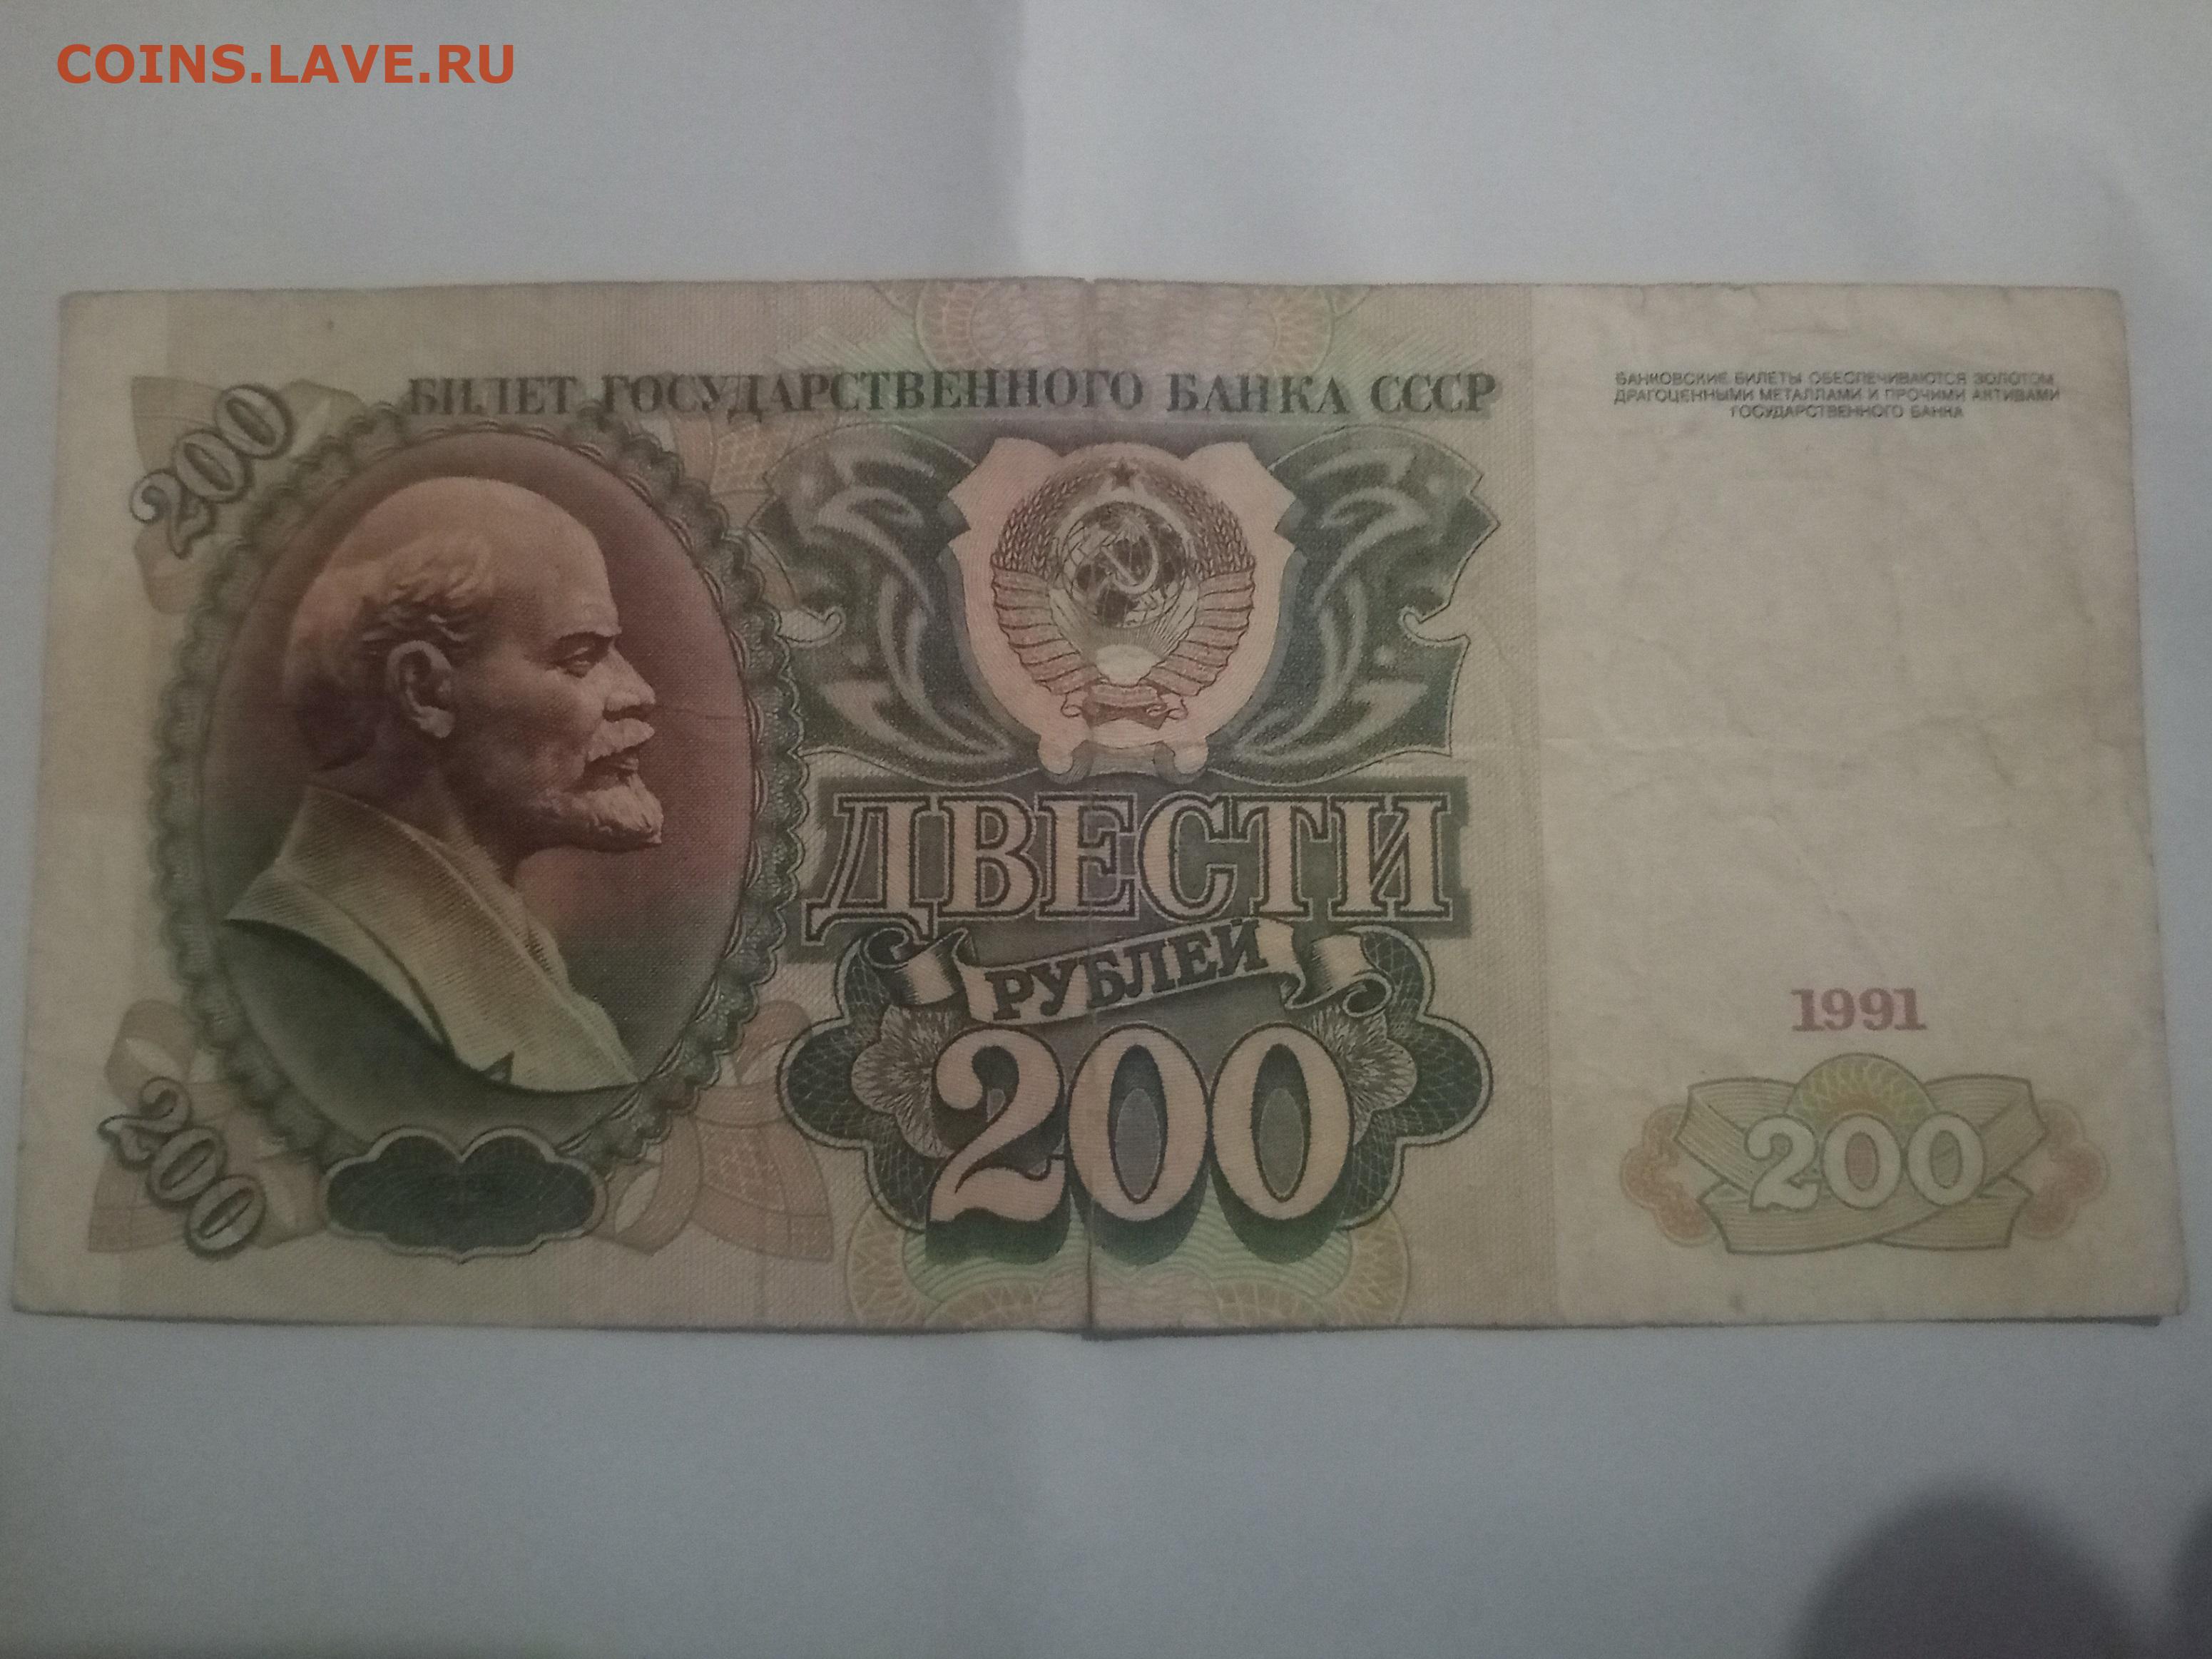 COINS.LAVE.RU
БИЛЕТ ГОСУДАРСТВЕННОГО БАНКА СССР
БАНКОВСКИЕ БИЛЕТЫ ОБЕСПЕЧИВАЮТСЯ ЗОЛОТОМ,
ДРАГОЦЕННЫМИ МЕТАЛЛАМИ И ПРОЧИМИ АКТИВАМИ
ГОСУДАРСТВЕННОГО БАНКА
200
ДВЕСТИ
РУБЛЕЙ
200
1991
200
200